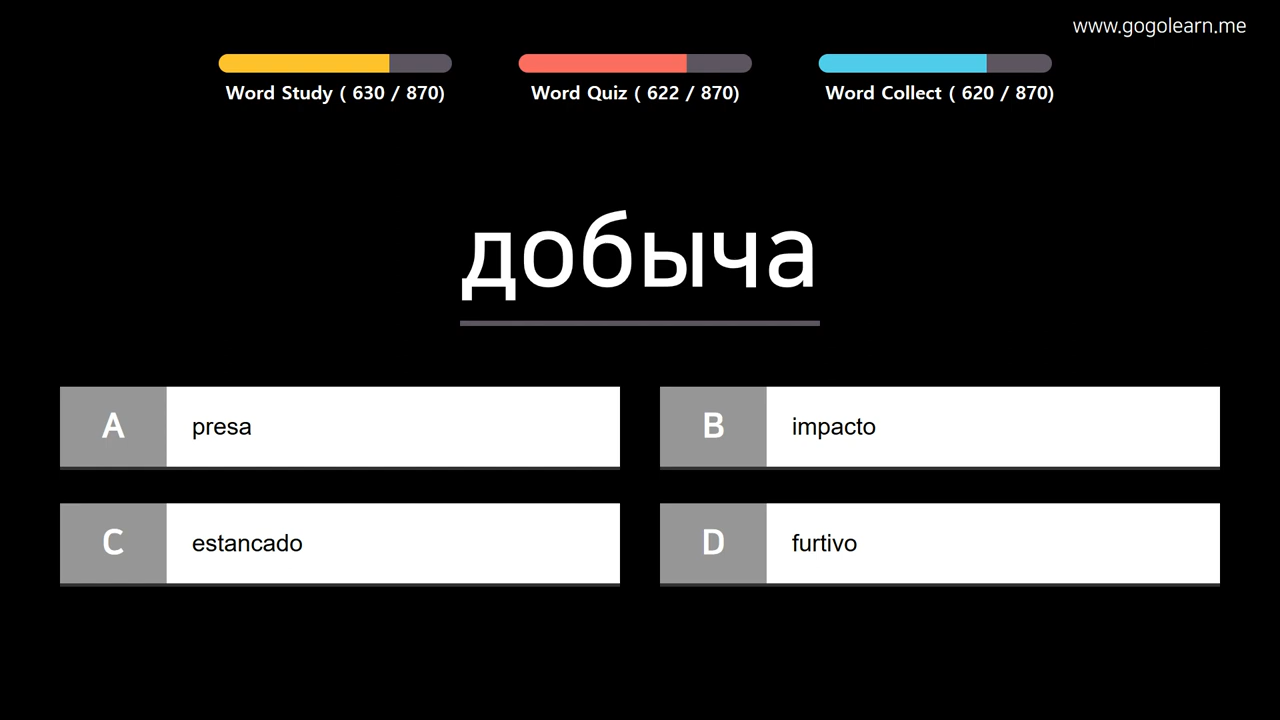 www.gogolearn.me
Word Study ( 630 / 870)
Word Quiz ( 622 / 870)
Word Collect ( 620 / 870)
добыча
A presa
B impacto
C estancado
D furtivo